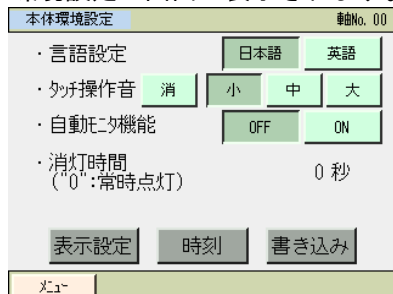 本体環境設定 軸No. 00
・言語設定 日本語 英語
・ﾀｯﾁ操作音 消 小 中 大
・自動ﾓﾆﾀ機能 OFF ON
・消灯時間 0 秒
("0":常時点灯)
表示設定 時刻 書き込み
ﾒﾆｭｰ